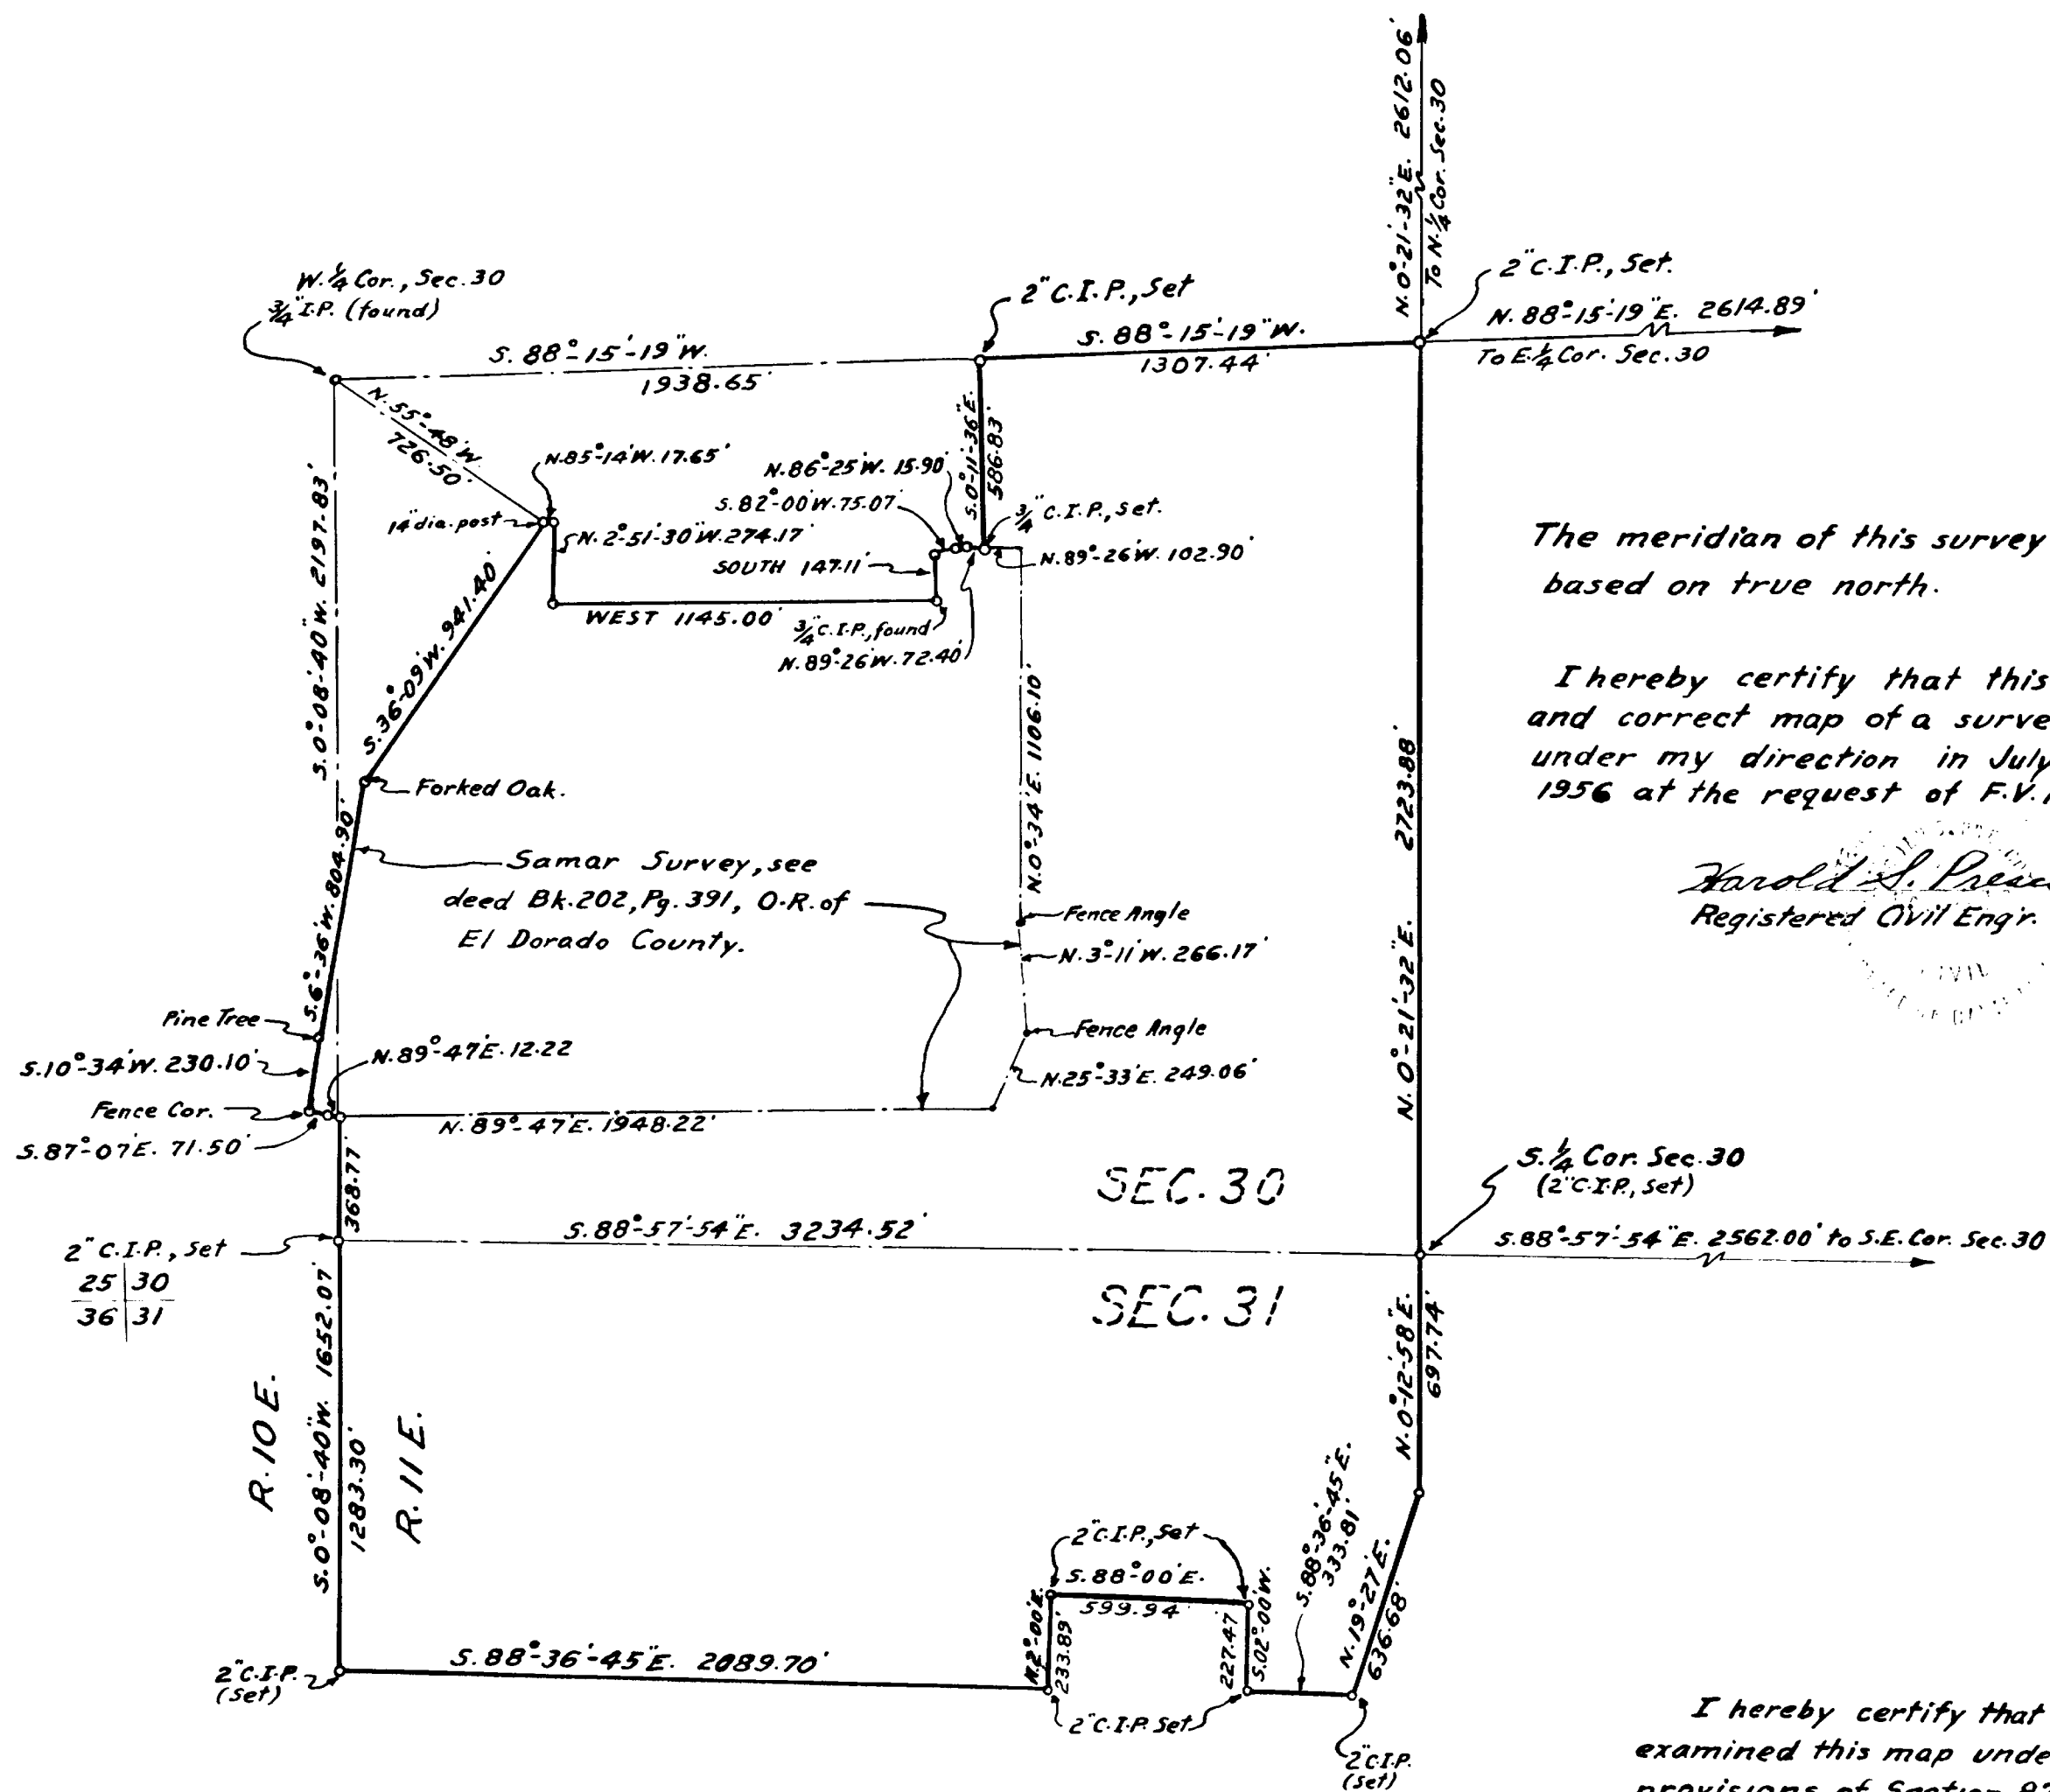 N.0°-21'-32"E. 2612.06'
To N.¼ Cor. Sec.30
W.¼ Cor., Sec.30
¾" I.P. (found)
2" C.I.P., Set
2" C.I.P., Set.
N. 88°-15'-19"E. 2614.89'
To E.¼ Cor. Sec.30
S. 88°-15'-19"W.
1938.65'
S. 88°-15'-19"W.
1307.44'
N.55°-48'W.
726.50'
N.85°-14'W. 17.65'
N.86°-25'W. 15.90'
S.82°-00'W. 75.07'
S.0°-11'-36"E.
586.83'
¾" C.I.P., Set.
14" dia. post
N.2°-51'-30"W. 274.17'
SOUTH 147.11'
N.89°-26'W. 102.90'
WEST 1145.00'
¾" C.I.P., found
N.89°-26'W. 72.40'
S.0°-08'-40"W. 2197.83'
S.36°-09'W. 941.40'
Forked Oak.
S.6°-36'W. 804.90'
Samar Survey, see
deed Bk.202, Pg.391, O.R. of
El Dorado County.
N.0°-34'E. 1106.10'
Fence Angle
N.3°-11'W. 266.17'
Fence Angle
N.25°-33'E. 249.06'
N.0°-21'-32"E. 2723.88'
The meridian of this survey
based on true north.
I hereby certify that this
and correct map of a surve
under my direction in July
1956 at the request of F.V.
Harold S. Presc
Registered Civil Eng'r.
CIVIL
Pine Tree
S.10°-34'W. 230.10'
N.89°-47'E. 12.22
Fence Cor.
S.87°-07'E. 71.50'
N.89°-47'E. 1948.22'
368.77'
SEC. 30
S.¼ Cor. Sec.30
(2" C.I.P., Set)
2" C.I.P., Set
25 30
36 31
S.88°-57'-54"E. 3234.52'
S.88°-57'-54"E. 2562.00' to S.E. Cor. Sec.30
SEC. 31
R.10 E.
S.0°-08'-40"W. 1652.07'
1283.30'
R.11 E.
N.0°-12'-58"E.
697.74'
2" C.I.P., Set
S.88°-00'E.
599.94'
N.2°-00'E.
233.89'
227.47
S.02°-00'W.
S.88°-36'-45"E.
333.81'
N.19°-27'E.
636.68'
S.88°-36'-45"E. 2089.70'
2" C.I.P.
(Set)
2" C.I.P. Set
2" C.I.P.
(Set)
I hereby certify that
examined this map unde
provisions of Section 87